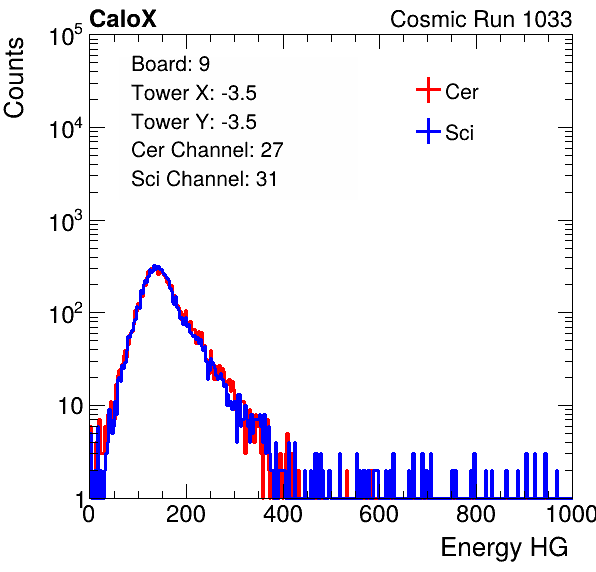 CaloX Cosmic Run 1033
Counts
Board: 9
Tower X: -3.5
Tower Y: -3.5
Cer Channel: 27
Sci Channel: 31
Cer
Sci
10^5
10^4
10^3
10^2
10
1
0 200 400 600 800 1000
Energy HG